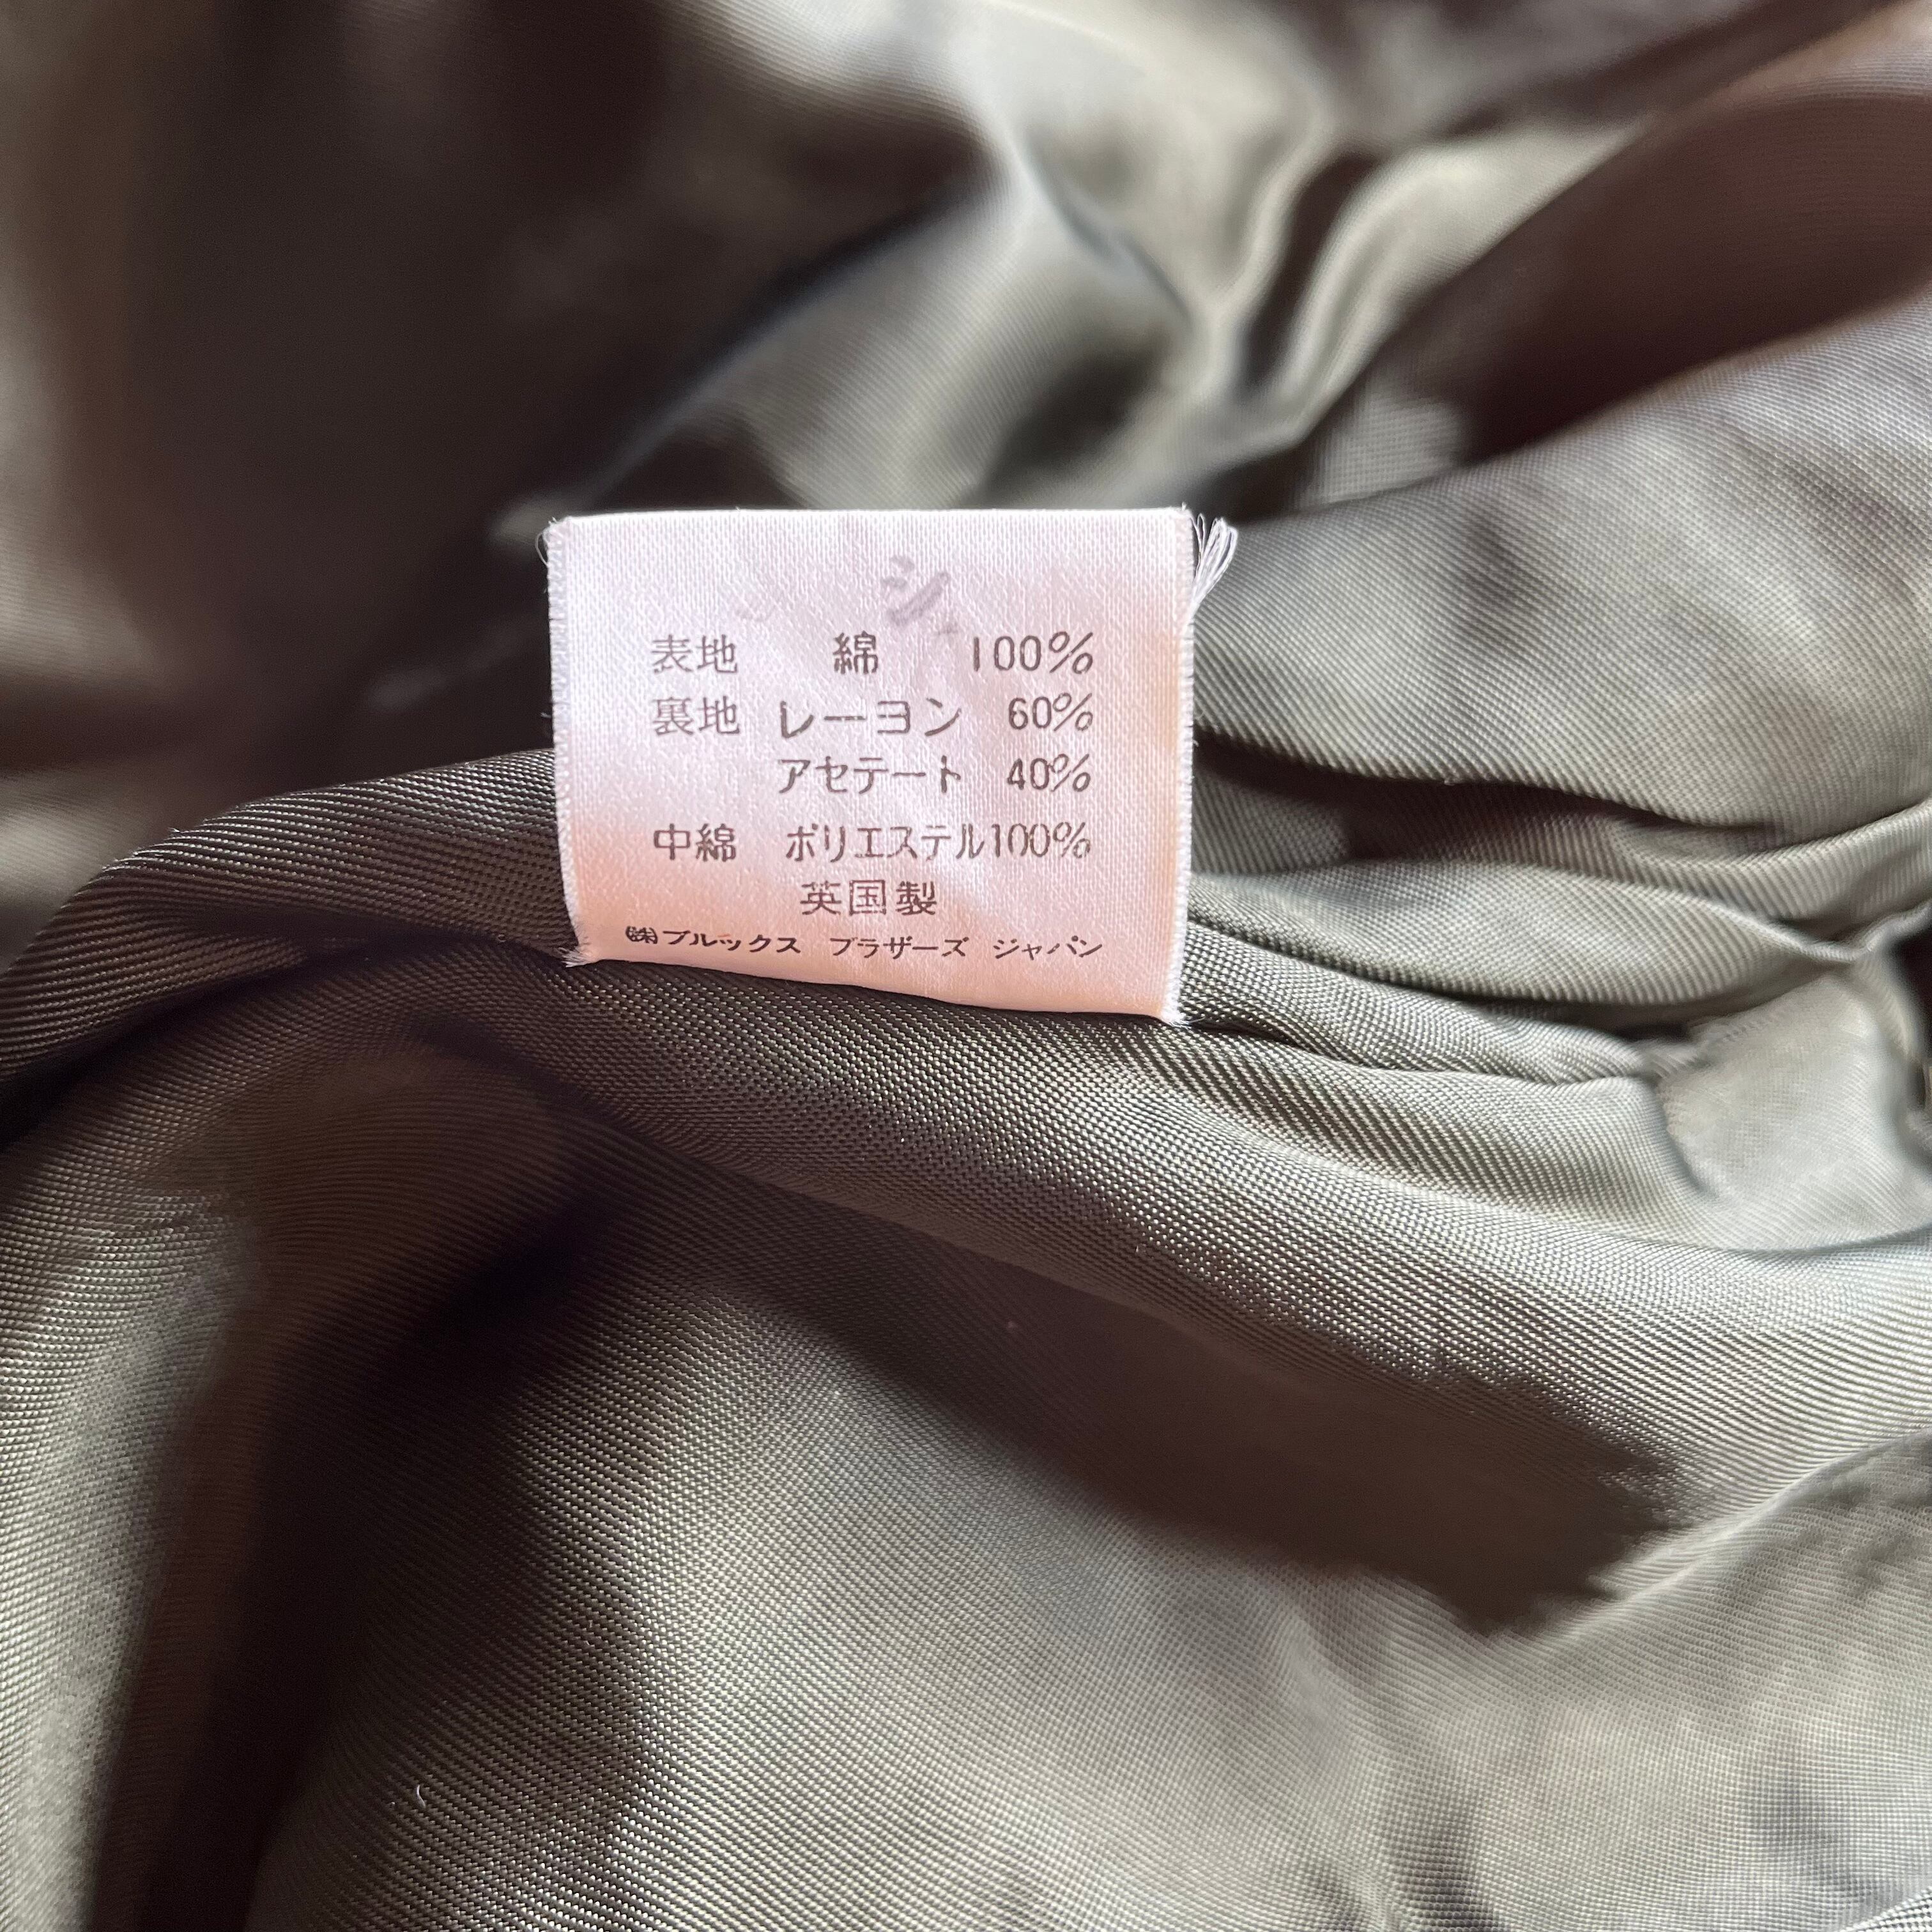 シ
表地 綿 100%
裏地 レーヨン 60%
アセテート 40%
中綿 ポリエステル100%
英国製
㈱ブルックス ブラザーズ ジャパン